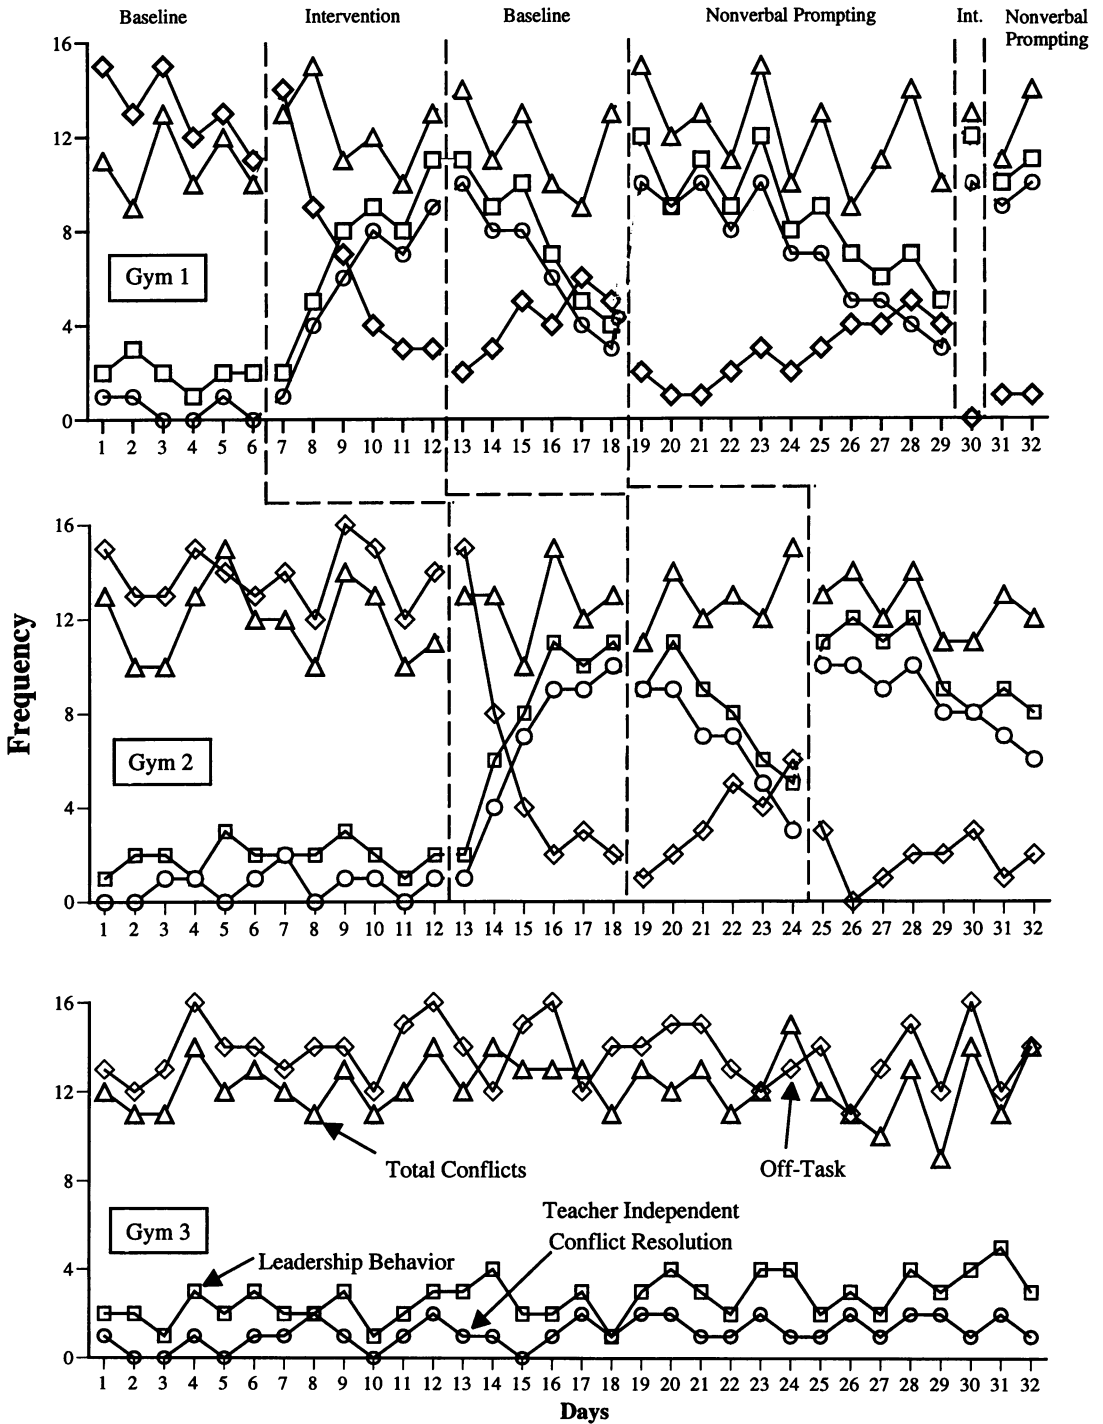 Baseline Intervention Baseline Nonverbal Prompting Int. Nonverbal
Prompting
16
12
8
4
0
Gym 1
1 2 3 4 5 6 7 8 9 10 11 12 13 14 15 16 17 18 19 20 21 22 23 24 25 26 27 28 29 30 31 32
Frequency
16
12
8
4
0
Gym 2
1 2 3 4 5 6 7 8 9 10 11 12 13 14 15 16 17 18 19 20 21 22 23 24 25 26 27 28 29 30 31 32
16
12
8
4
0
Total Conflicts
Off-Task
Gym 3
Teacher Independent
Conflict Resolution
Leadership Behavior
1 2 3 4 5 6 7 8 9 10 11 12 13 14 15 16 17 18 19 20 21 22 23 24 25 26 27 28 29 30 31 32
Days